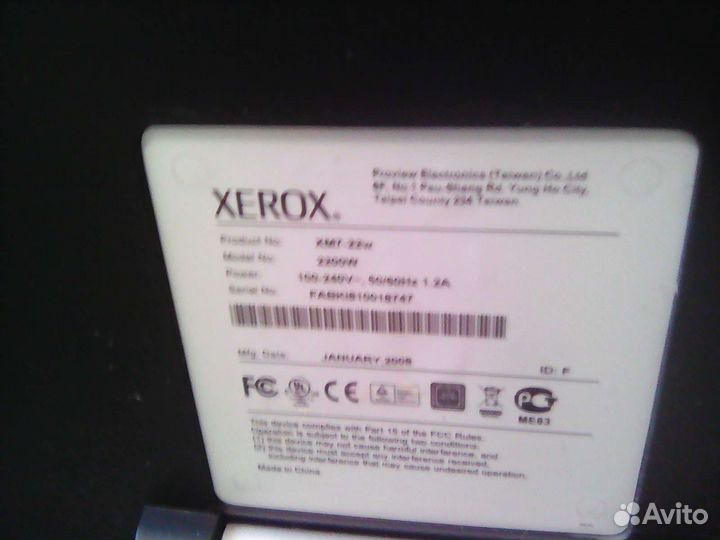 XEROX®
Proview Electronics (Taiwan) Co.,Ltd
6F, No.1 Pau-Sheng Rd. Yung Ho City,
Taipei County 234 Taiwan
Product No: XM7-22w
Model No: 2200W
Power: 100-240V~, 50/60Hz 1.2A
Serial No: FABKI810018747
Mfg. Date: JANUARY 2008
ID: F
FC UL CE PG
ME83
This device complies with Part 15 of the FCC Rules.
Operation is subject to the following two conditions:
(1) this device may not cause harmful interference, and
(2) this device must accept any interference received,
including interference that may cause undesired operation.
Made in China
Avito